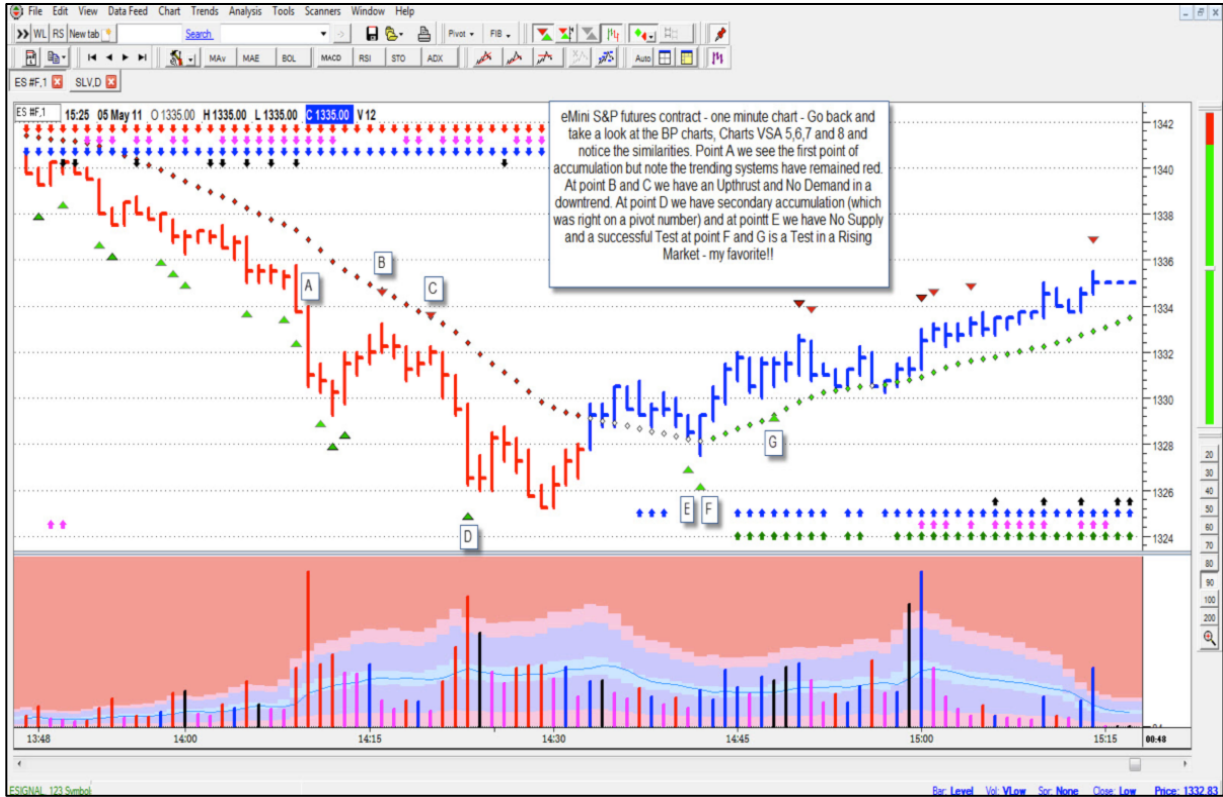 File Edit View Data Feed Chart Trends Analysis Tools Scanners Window Help
WL RS New tab Search. Pivot FIB
MAv MAE BOL MACD RSI STO ADX Auto
ES #F,1 SLV,D
ES #F,1 15:25 05 May 11 O 1335.00 H 1335.00 L 1335.00 C 1335.00 V 12
eMini S&P futures contract - one minute chart - Go back and
take a look at the BP charts, Charts VSA 5,6,7 and 8 and
notice the similarities. Point A we see the first point of
accumulation but note the trending systems have remained red.
At point B and C we have an Upthrust and No Demand in a
downtrend. At point D we have secondary accumulation (which
was right on a pivot number) and at pointt E we have No Supply
and a successful Test at point F and G is a Test in a Rising
Market - my favorite!!
1342
1340
1338
1336
1334
1332
1330
1328
1326
1324
A
B
C
D
E
F
G
20
30
40
50
60
70
80
90
100
200
13:48 14:00 14:15 14:30 14:45 15:00 15:15 00:48
ESIGNAL 123 Symbol
Bar: Level Vol: VLow Spr: None Close: Low Price: 1332.83